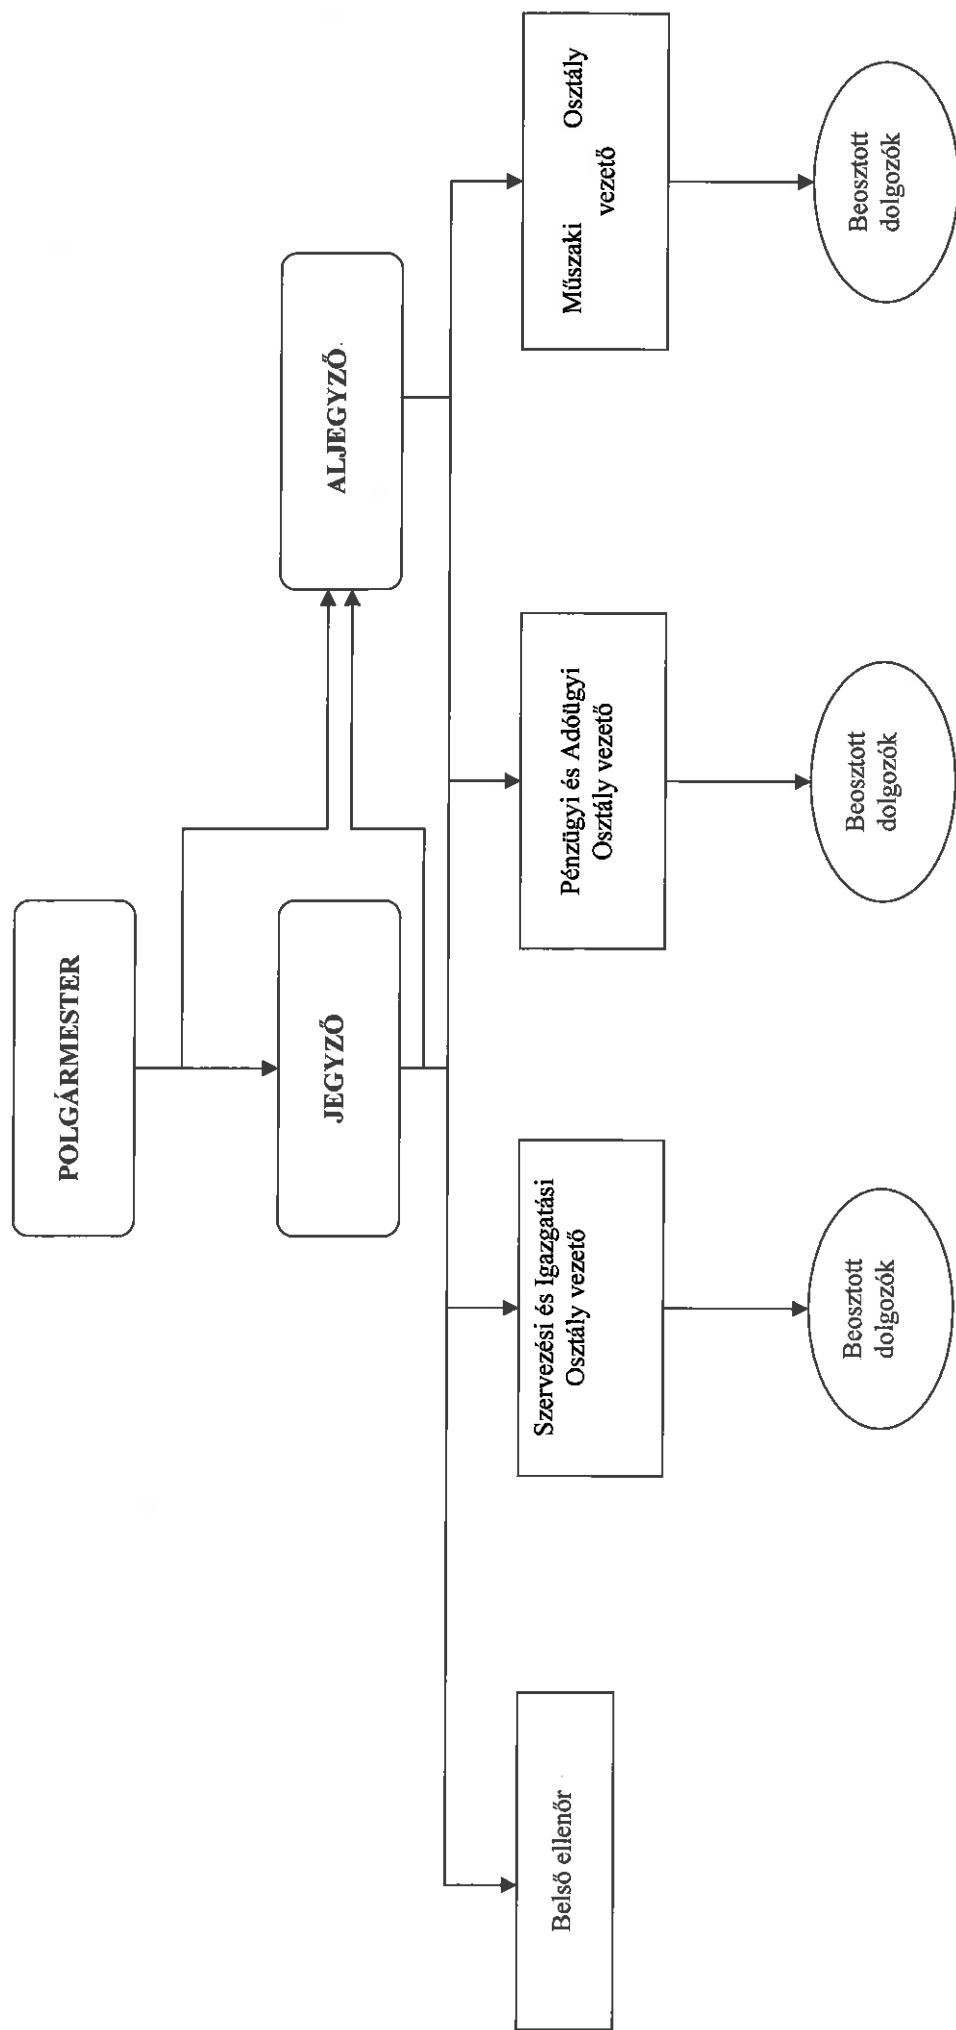 POLGÁRMESTER
JEGYZŐ
ALJEGYZŐ
Belső ellenőr
Szervezési és Igazgatási
Osztály vezető
Pénzügyi és Adóügyi
Osztály vezető
Műszaki Osztály
vezető
Beosztott
dolgozók
Beosztott
dolgozók
Beosztott
dolgozók